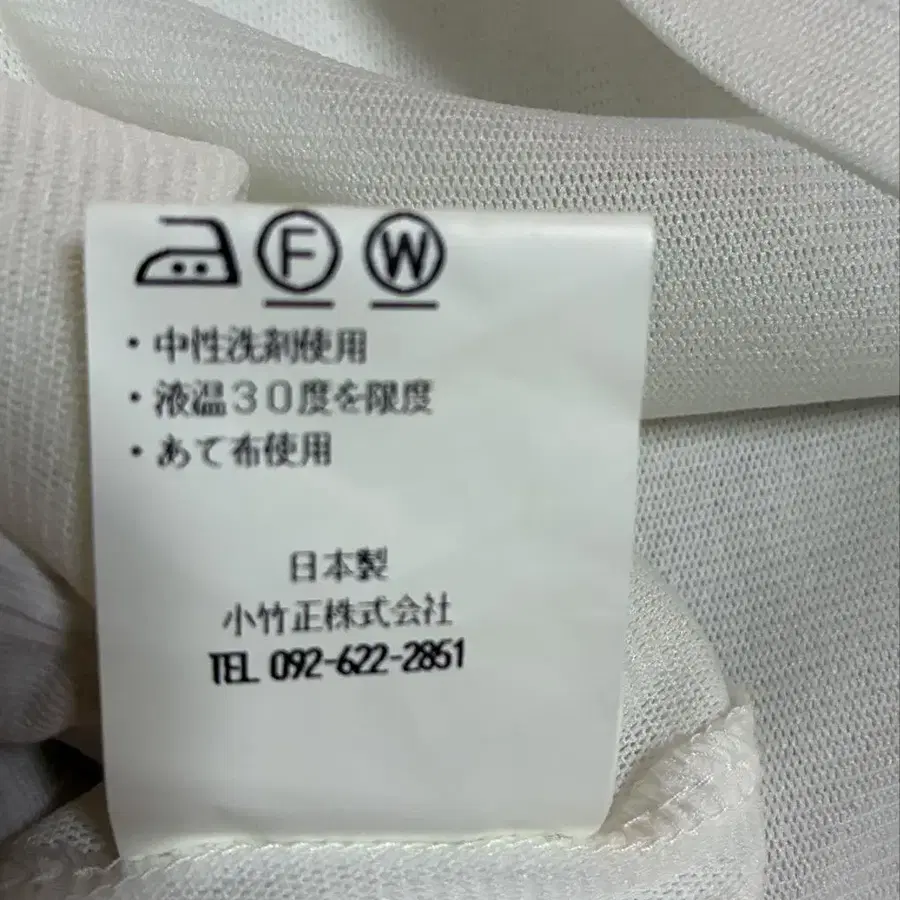 F W
・中性洗剤使用
・液温30度を限度
・あて布使用
日本製
小竹正株式会社
TEL 092-622-2851